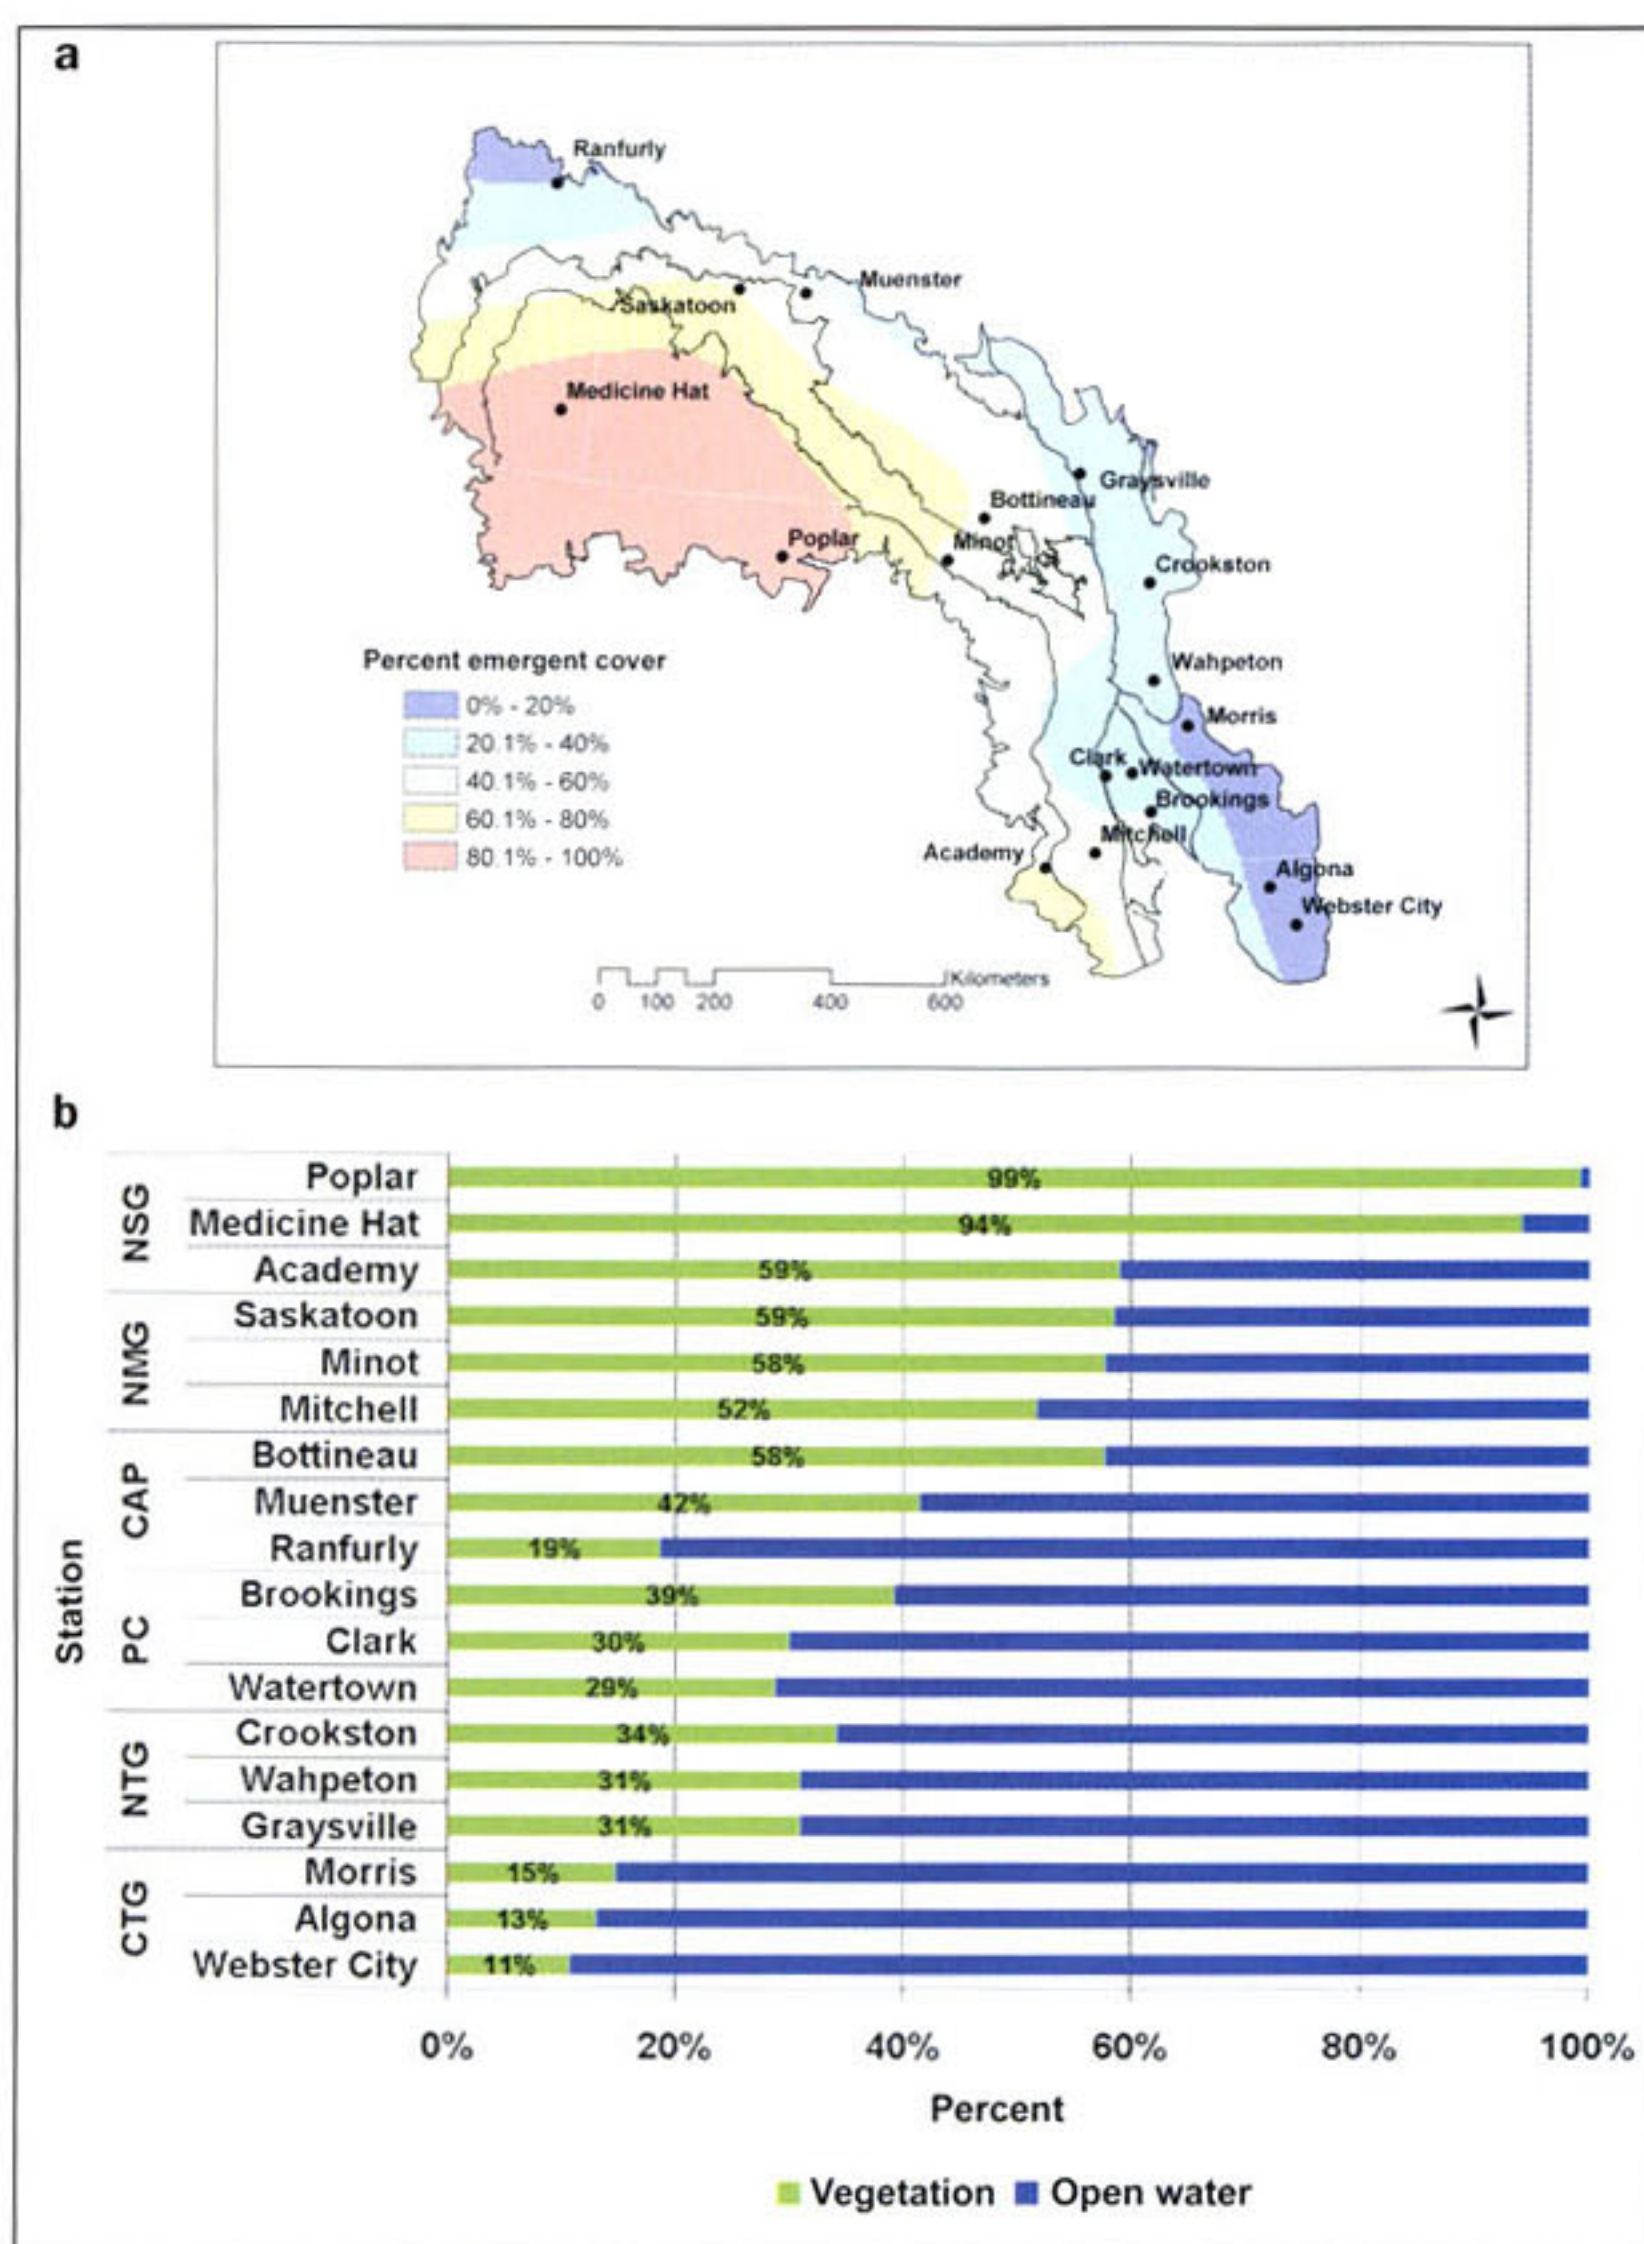 a
Ranfurly
Muenster
Saskatoon
Medicine Hat
Graysville
Bottineau
Poplar
Minot
Crookston
Percent emergent cover
Wahpeton
0% - 20%
Morris
20.1% - 40%
Clark
Watertown
40.1% - 60%
Brookings
60.1% - 80%
Mitchell
Academy
80.1% - 100%
Algona
Webster City
Kilometers
0 100 200 400 600
b
Station
NSG
Poplar 99%
Medicine Hat 94%
Academy 59%
NMG
Saskatoon 59%
Minot 58%
Mitchell 52%
CAP
Bottineau 58%
Muenster 42%
Ranfurly 19%
PC
Brookings 39%
Clark 30%
Watertown 29%
NTG
Crookston 34%
Wahpeton 31%
Graysville 31%
CTG
Morris 15%
Algona 13%
Webster City 11%
0% 20% 40% 60% 80% 100%
Percent
Vegetation Open water